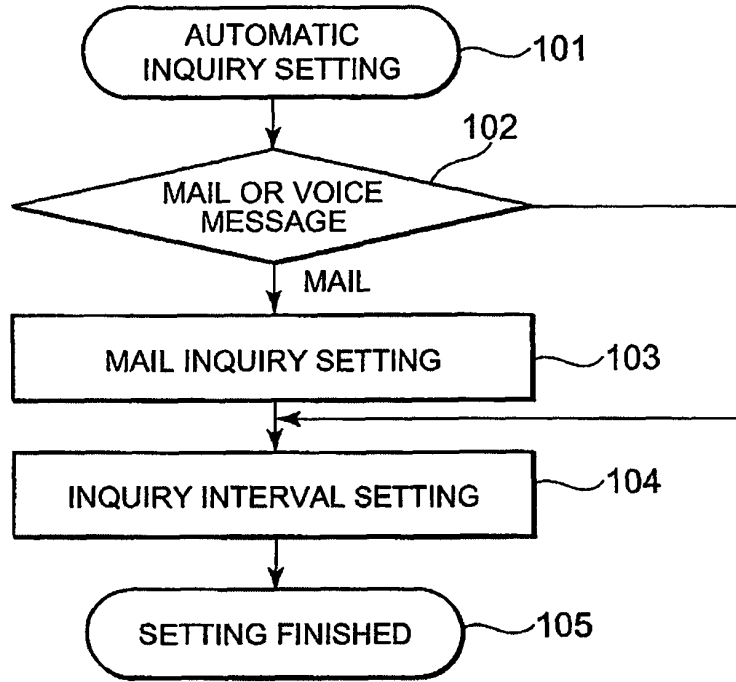 AUTOMATIC
INQUIRY SETTING
101
102
MAIL OR VOICE
MESSAGE
MAIL
MAIL INQUIRY SETTING
103
INQUIRY INTERVAL SETTING
104
SETTING FINISHED
105